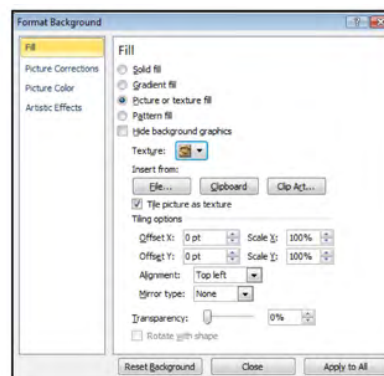 Format Background
Fill
Picture Corrections
Picture Color
Artistic Effects
Fill
Solid fill
Gradient fill
Picture or texture fill
Pattern fill
Hide background graphics
Texture:
Insert from:
File... Clipboard Clip Art...
Tile picture as texture
Tiling options
Offset X: 0 pt Scale X: 100%
Offset Y: 0 pt Scale Y: 100%
Alignment: Top left
Mirror type: None
Transparency: 0%
Rotate with shape
Reset Background Close Apply to All